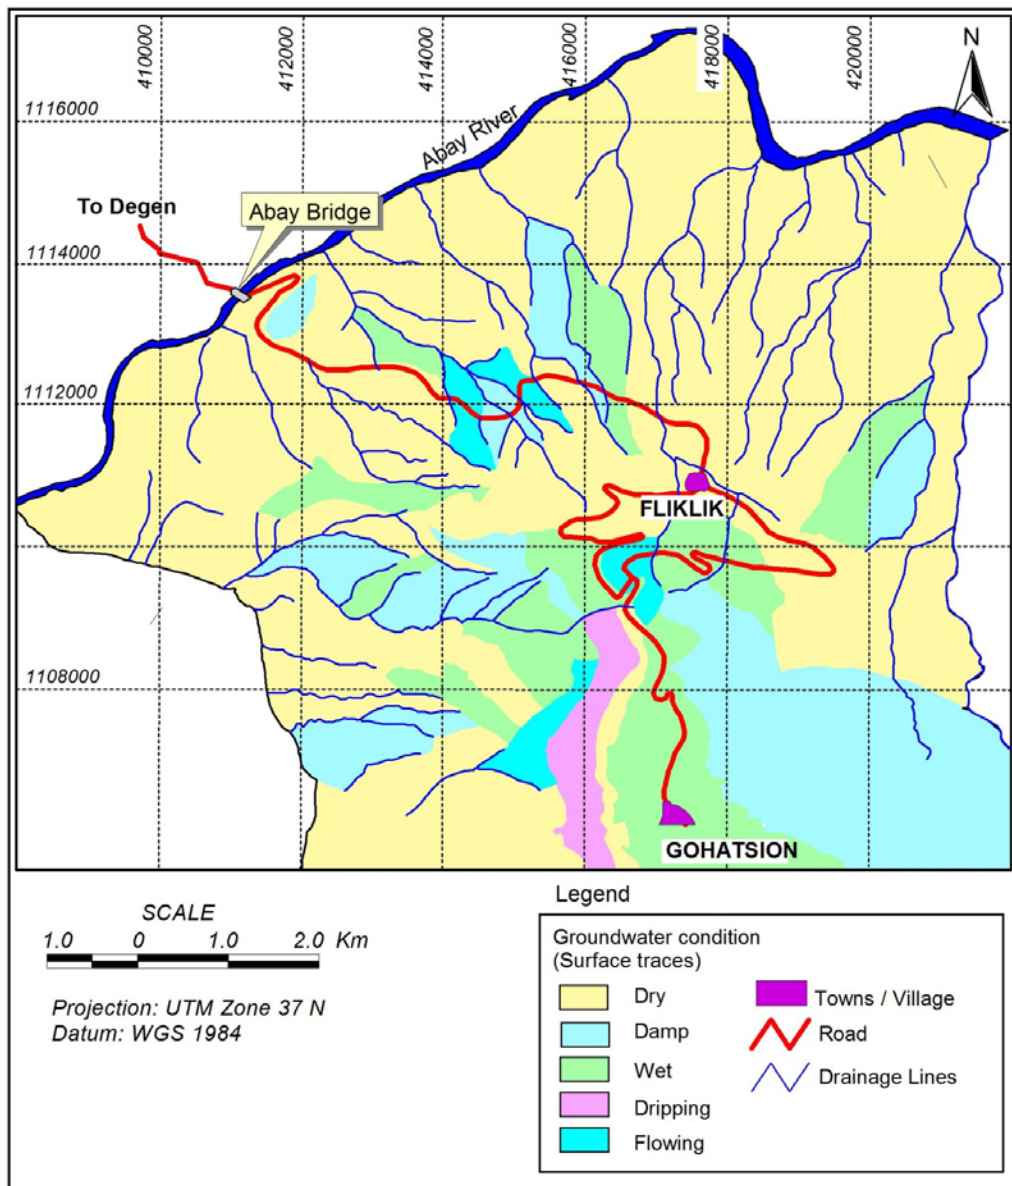 410000
412000
414000
416000
418000
420000
N
1116000
Abay River
To Degen
Abay Bridge
1114000
1112000
FLIKLIK
1108000
GOHATSION
Legend
SCALE
1.0 0 1.0 2.0 Km
Projection: UTM Zone 37 N
Datum: WGS 1984
Groundwater condition
(Surface traces)
Dry
Damp
Wet
Dripping
Flowing
Towns / Village
Road
Drainage Lines